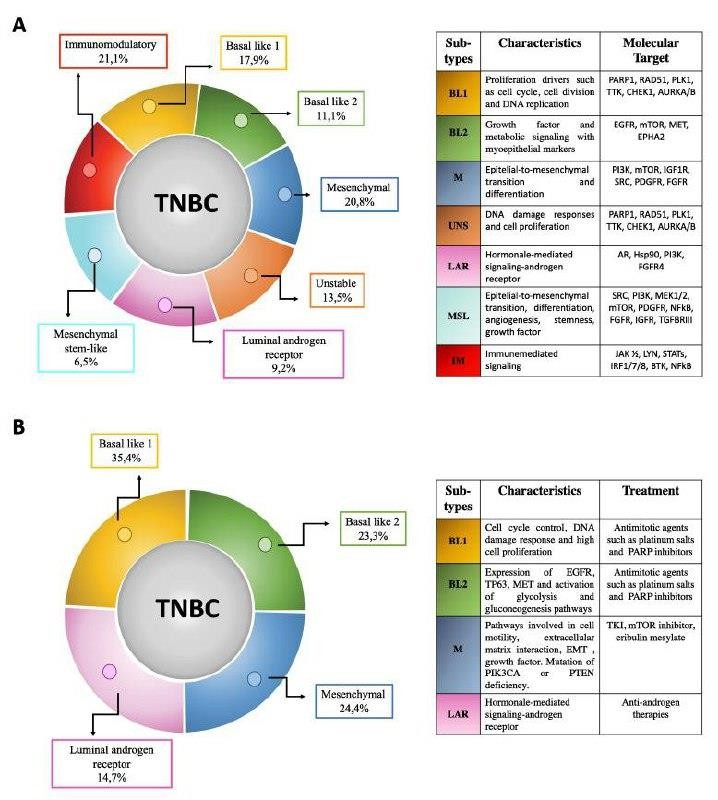 A
Immunomodulatory
21,1%
Basal like 1
17,9%
Basal like 2
11,1%
Mesenchymal
20,8%
Unstable
13,5%
Luminal androgen
receptor
9,2%
Mesenchymal
stem-like
6,5%
TNBC
Sub-
types
Characteristics
Molecular
Target
BL1
Proliferation drivers such
as cell cycle, cell division
and DNA replication
PARP1, RAD51, PLK1,
TTK, CHEK1, AURKA/B
BL2
Growth factor and
metabolic signaling with
myoepithelial markers
EGFR, mTOR, MET,
EPHA2
M
Epitelial-to-mesenchymal
transition and
differentiation
PI3K, mTOR, IGF1R,
SRC, PDGFR, FGFR
UNS
DNA damage responses
and cell proliferation
PARP1, RAD51, PLK1,
TTK, CHEK1, AURKA/B
LAR
Hormonale-mediated
signaling-androgen
receptor
AR, Hsp90, PI3K,
FGFR4
MSL
Epitelial-to-mesenchymal
transition, differentiation,
angiogenesis, stemness,
growth factor
SRC, PI3K, MEK1/2,
mTOR, PDGFR, NFkB,
FGFR, IGFR, TGFBRIII
IM
Immunemediated
signaling
JAK ½, LYN, STATs,
IRF1/7/8, BTK, NFkB
B
Basal like 1
35,4%
Basal like 2
23,3%
Mesenchymal
24,4%
Luminal androgen
receptor
14,7%
TNBC
Sub-
types
Characteristics
Treatment
BL1
Cell cycle control, DNA
damage response and high
cell proliferation
Antimitotic agents
such as platinum salts
and PARP inhibitors
BL2
Expression of EGFR,
TP63, MET and activation
of glycolysis and
gluconeogenesis pathways
Antimitotic agents
such as platinum salts
and PARP inhibitors
M
Pathways involved in cell
motility, extracellular
matrix interaction, EMT ,
growth factor. Mutation of
PIK3CA or PTEN
deficiency.
TKI, mTOR inhibitor,
eribulin mesylate
LAR
Hormonale-mediated
signaling-androgen
receptor
Anti-androgen
therapies